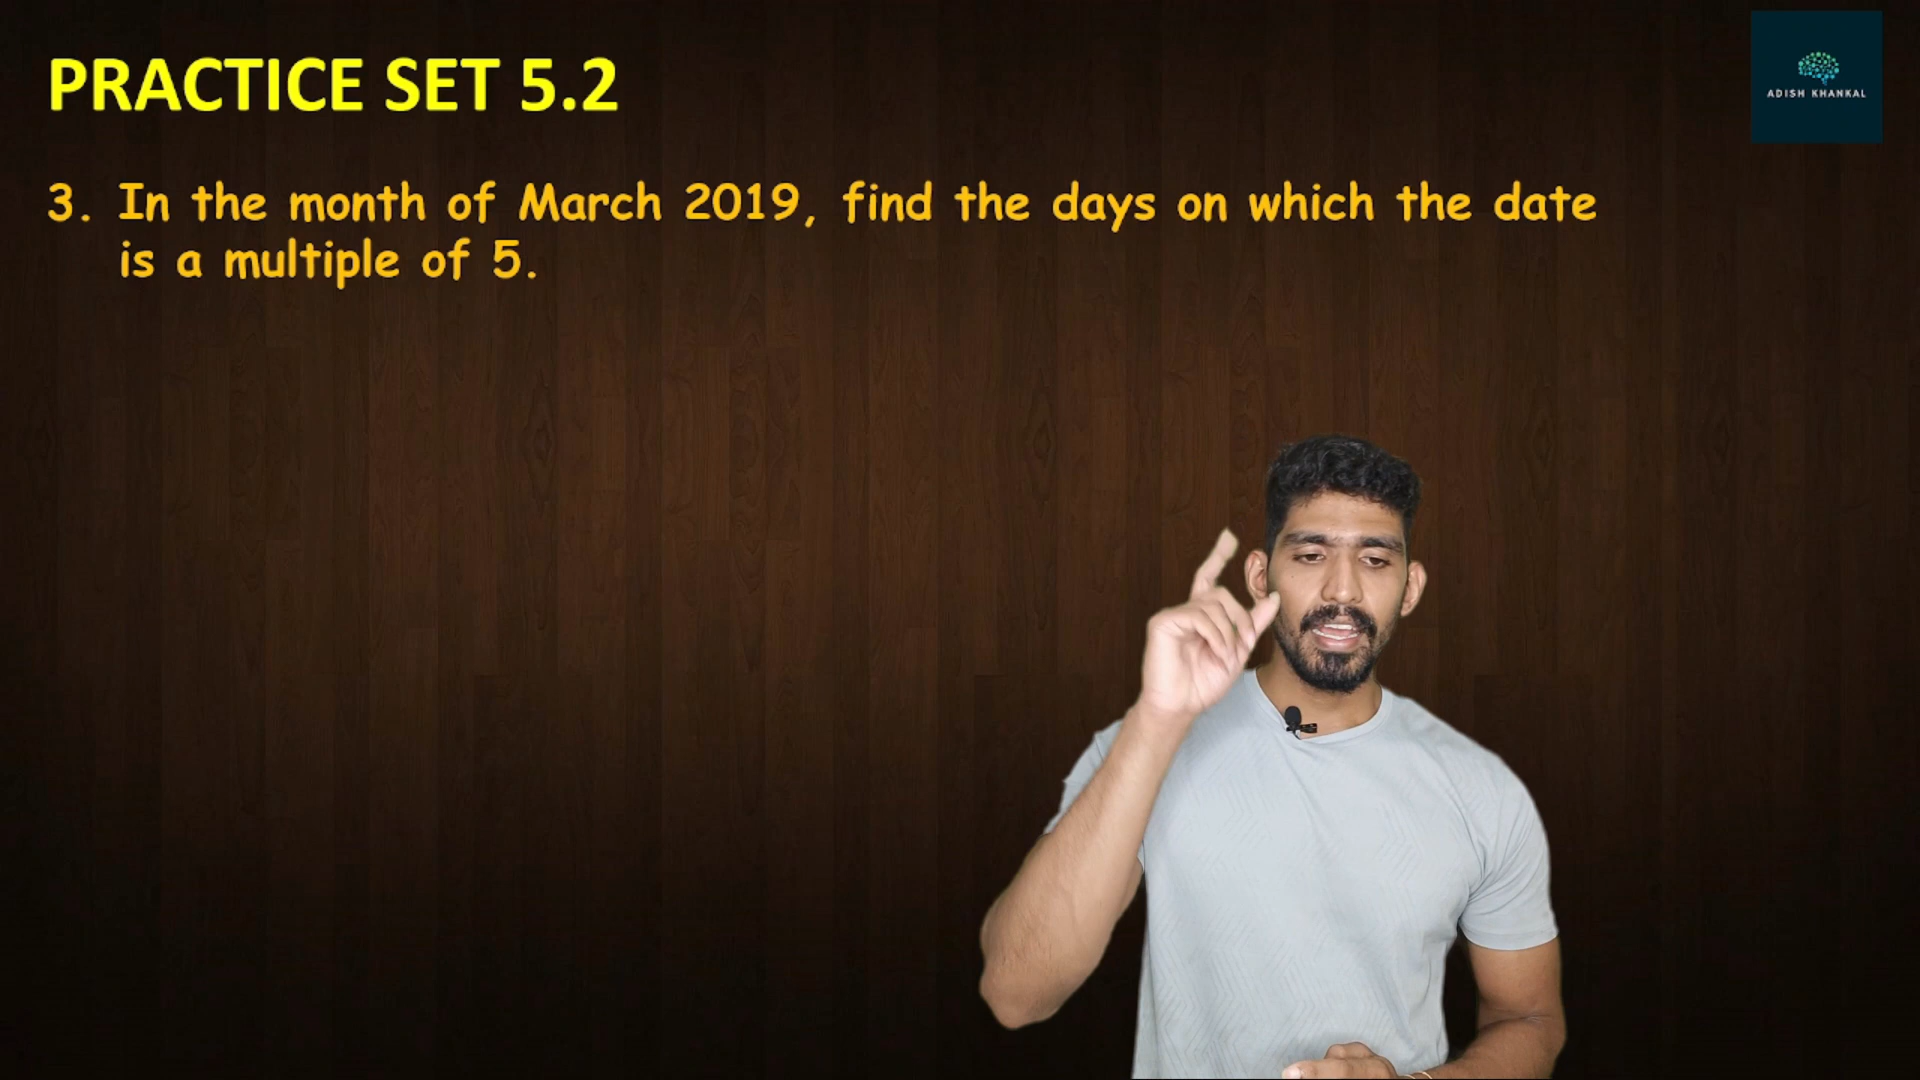 PRACTICE SET 5.2
ADISH KHANKAL
3. In the month of March 2019, find the days on which the date
is a multiple of 5.